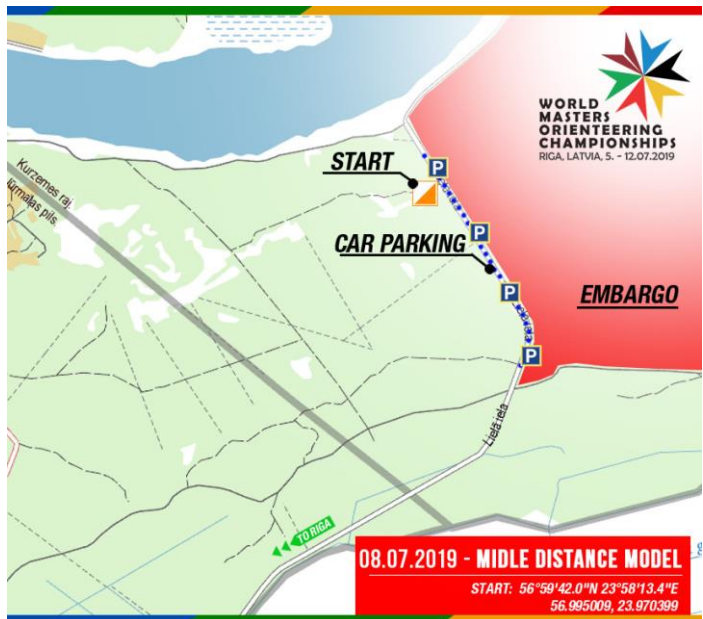 WORLD
MASTERS
ORIENTEERING
CHAMPIONSHIPS
RIGA, LATVIA, 5. - 12.07.2019
START
P
Kurzemes raj.
P
CAR PARKING
P
EMBARGO
P
Lielā iela
TO RIGA
08.07.2019 - MIDLE DISTANCE MODEL
START: 56°59'42.0"N 23°58'13.4"E
56.995009, 23.970399